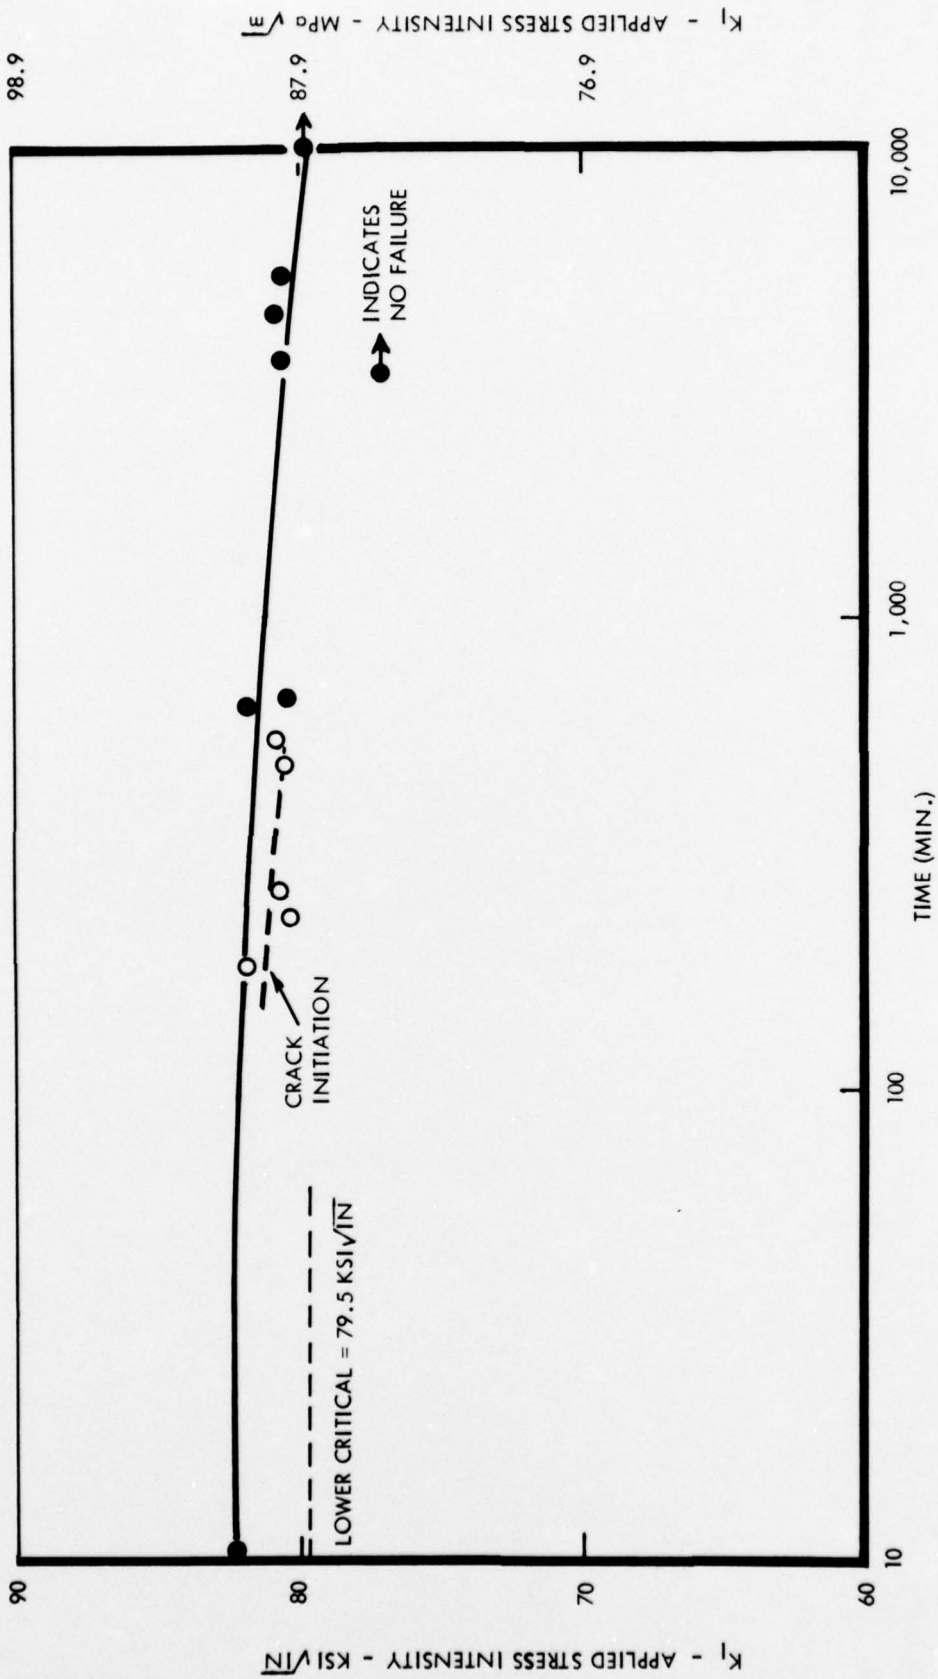 K₁ - APPLIED STRESS INTENSITY - KSI√IN
90
80
70
60
98.9
87.9
76.9
K₁ - APPLIED STRESS INTENSITY - MPa √m
LOWER CRITICAL = 79.5 KSI√IN
CRACK
INITIATION
INDICATES
NO FAILURE
10
100
1,000
10,000
TIME (MIN.)